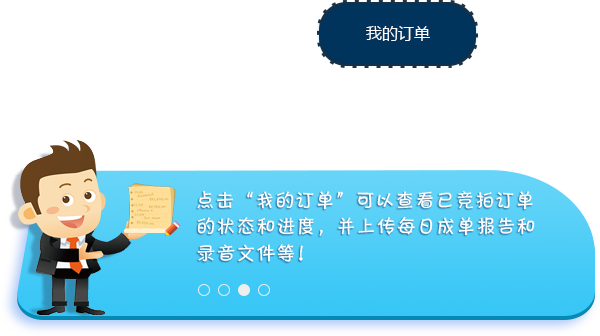 我的订单
点击“我的订单”可以查看已竞拍订单
的状态和进度，并上传每日成单报告和
录音文件等！